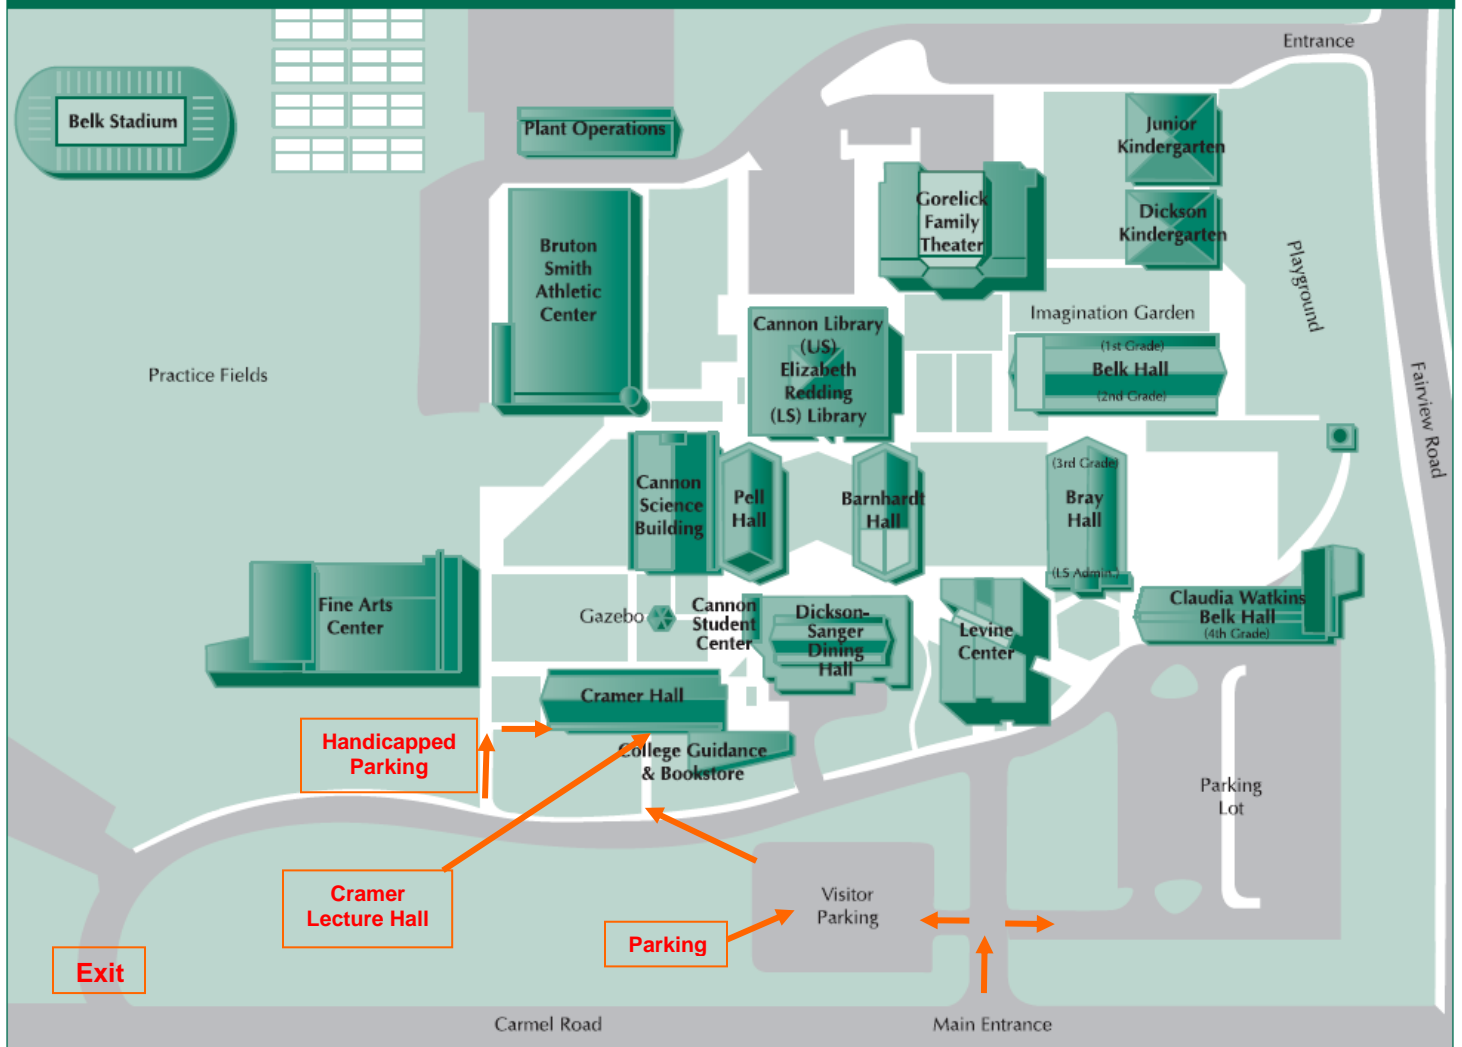 Entrance
Belk Stadium
Plant Operations
Junior
Kindergarten
Gorelick
Family
Theater
Dickson
Kindergarten
Bruton
Smith
Athletic
Center
Playground
Cannon Library
(US)
Elizabeth
Redding
(LS) Library
Imagination Garden
(1st Grade)
Belk Hall
(2nd Grade)
Practice Fields
Fairview Road
Cannon
Science
Building
Pell
Hall
Barnhardt
Hall
(3rd Grade)
Bray
Hall
(LS Admin.)
Fine Arts
Center
Gazebo
Cannon
Student
Center
Dickson-
Sanger
Dining
Hall
Levine
Center
Claudia Watkins
Belk Hall
(4th Grade)
Cramer Hall
Handicapped
Parking
College Guidance
& Bookstore
Parking
Lot
Cramer
Lecture Hall
Visitor
Parking
Parking
Exit
Carmel Road
Main Entrance